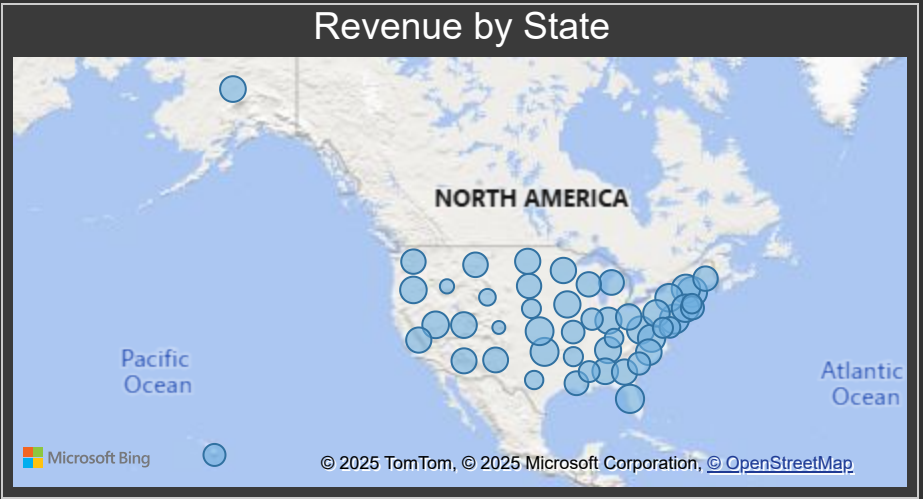 Revenue by State
NORTH AMERICA
Pacific
Ocean
Atlantic
Ocean
Microsoft Bing
© 2025 TomTom, © 2025 Microsoft Corporation, © OpenStreetMap